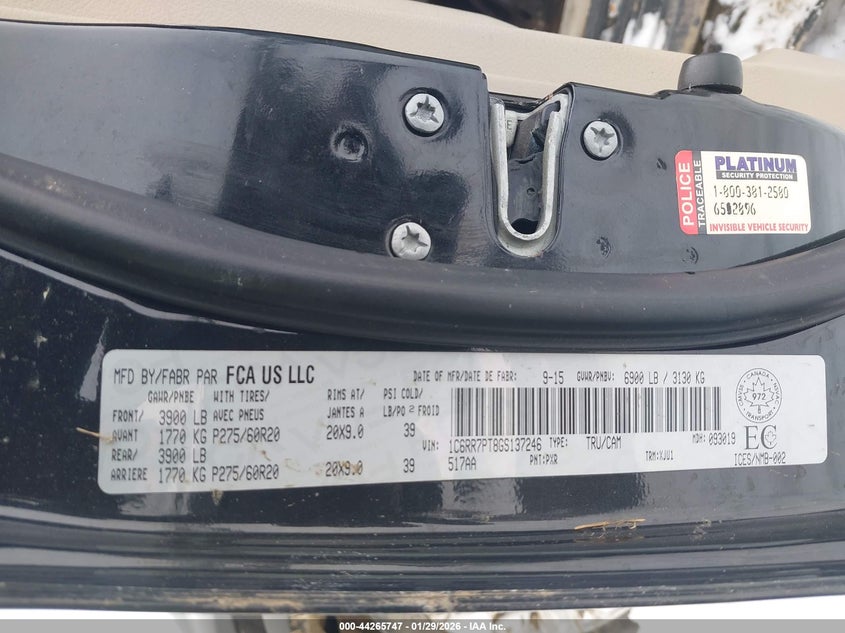 POLICE
TRACEABLE
PLATINUM
SECURITY PROTECTION
1-800-381-2580
INVISIBLE VEHICLE SECURITY
MFD BY/FABR PAR FCA US LLC
DATE OF MFR/DATE DE FABR: 9-15 GVWR/PNBV: 6900 LB / 3130 KG
GAWR/PNBE WITH TIRES/ RIMS AT/ PSI COLD/
FRONT/ 3900 LB AVEC PNEUS JANTES A LB/PO² FROID
AVANT 1770 KG P275/60R20 20X9.0 39
REAR/ 3900 LB
ARRIERE 1770 KG P275/60R20 20X9.0 39
VIN: 1C6RR7PT8GS137246 TYPE: TRU/CAM MDH: 093019
517AA PNT: PXR TRM: XJU1
CANADA
TRANSPORT
972
EC
ICES/NMB-002
000-44265747 - 01/29/2026 - IAA Inc.